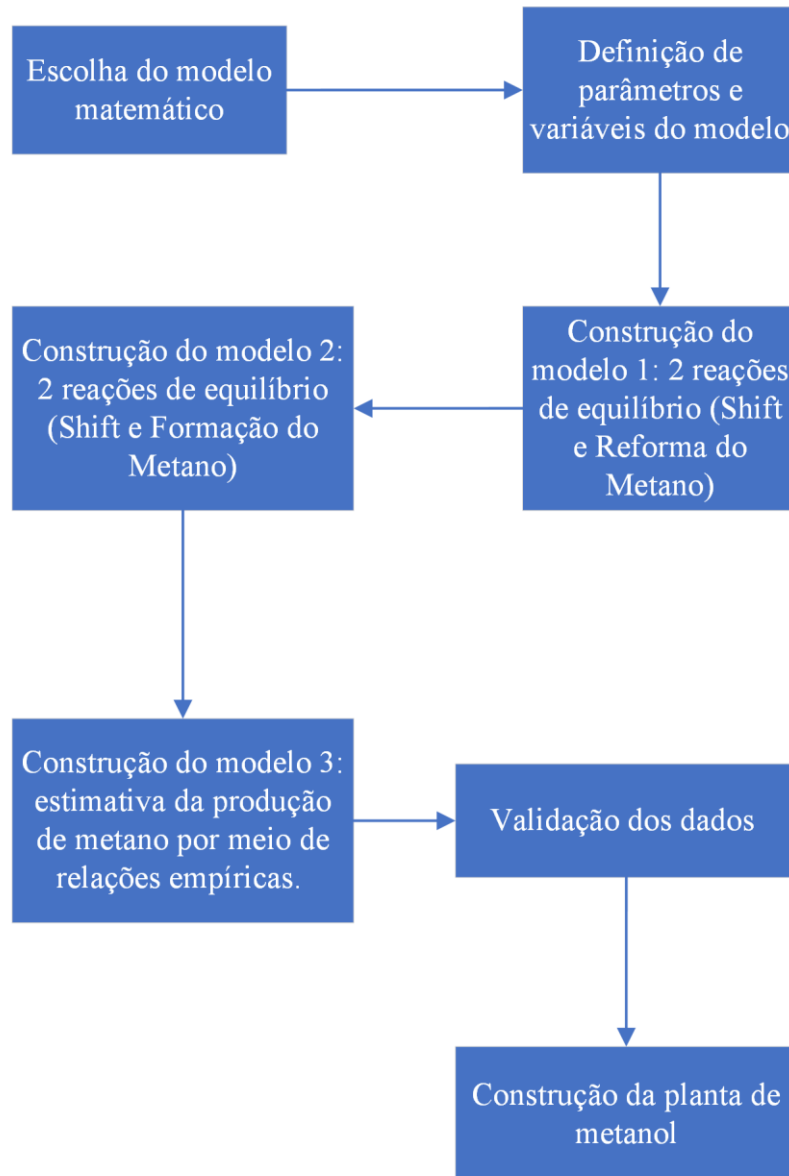 Escolha do modelo
matemático
Definição de
parâmetros e
variáveis do modelo
Construção do
modelo 1: 2 reações
de equilíbrio (Shift
e Reforma do
Metano)
Construção do modelo 2:
2 reações de equilíbrio
(Shift e Formação do
Metano)
Construção do modelo 3:
estimativa da produção
de metano por meio de
relações empíricas.
Validação dos dados
Construção da planta de
metanol